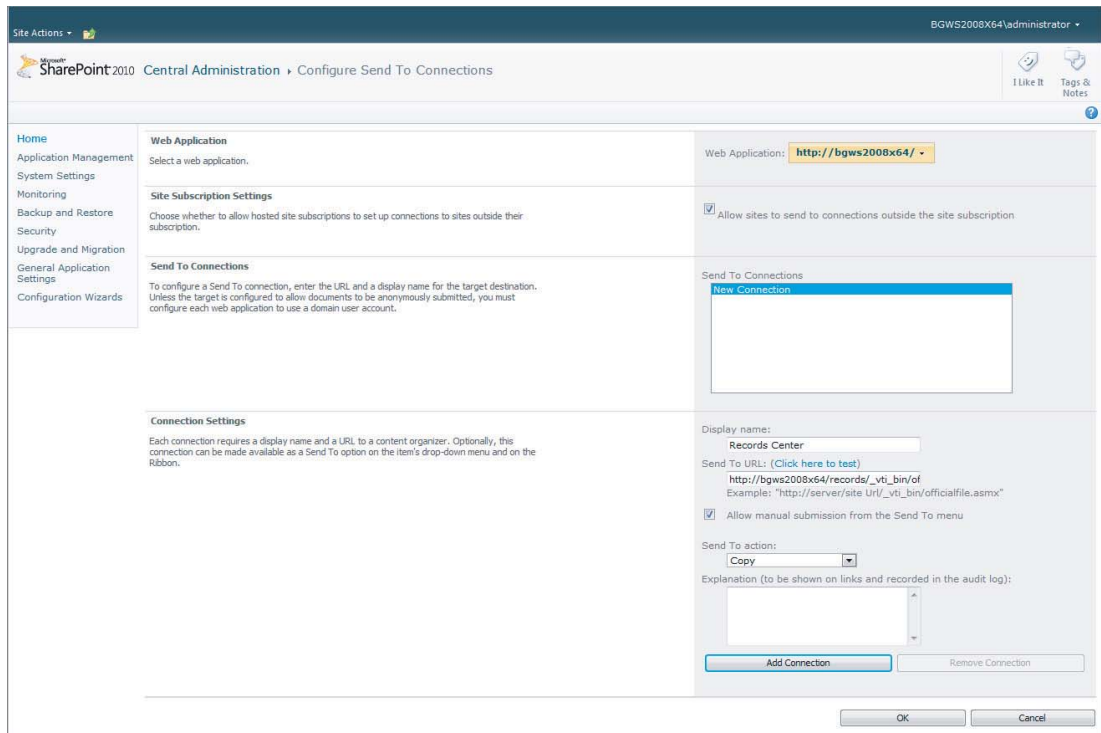 BGWS2008X64\administrator
Site Actions
Microsoft
SharePoint 2010 Central Administration Configure Send To Connections
I Like It
Tags &
Notes
Home
Application Management
System Settings
Monitoring
Backup and Restore
Security
Upgrade and Migration
General Application
Settings
Configuration Wizards
Web Application
Select a web application.
Web Application: http://bgws2008x64/
Site Subscription Settings
Choose whether to allow hosted site subscriptions to set up connections to sites outside their
subscription.
Allow sites to send to connections outside the site subscription
Send To Connections
To configure a Send To connection, enter the URL and a display name for the target destination.
Unless the target is configured to allow documents to be anonymously submitted, you must
configure each web application to use a domain user account.
Send To Connections
New Connection
Connection Settings
Each connection requires a display name and a URL to a content organizer. Optionally, this
connection can be made available as a Send To option on the item's drop-down menu and on the
Ribbon.
Display name:
Records Center
Send To URL: (Click here to test)
http://bgws2008x64/records/_vti_bin/of
Example: "http://server/site Url/_vti_bin/officialfile.asmx"
Allow manual submission from the Send To menu
Send To action:
Copy
Explanation (to be shown on links and recorded in the audit log):
Add Connection
Remove Connection
OK
Cancel